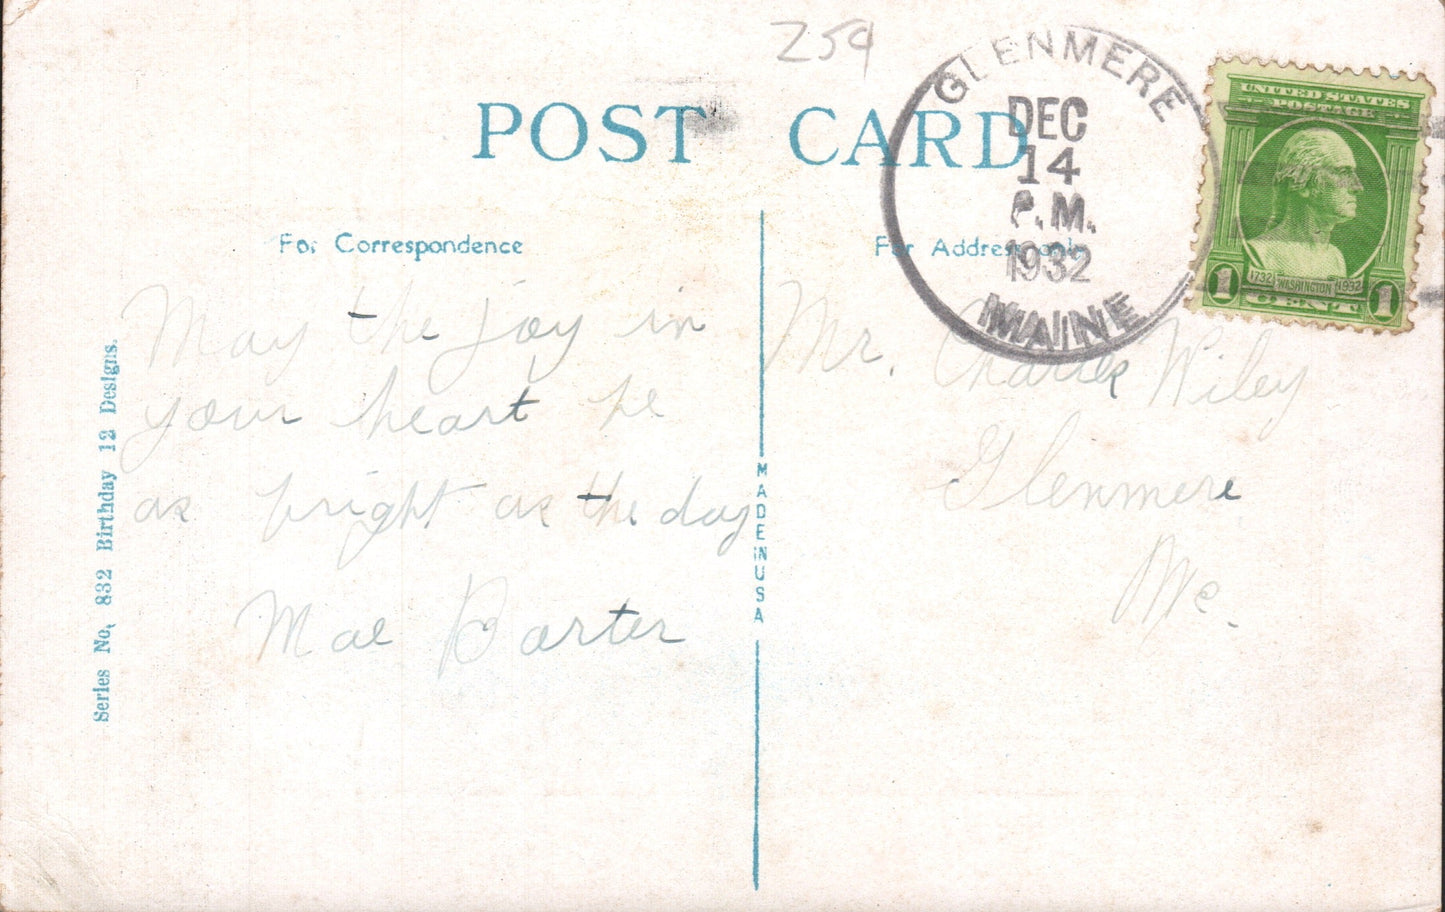 259
POST CARD
GLENMERE
DEC
14
P.M.
1932
MAINE
UNITED STATES
POSTAGE
1732 WASHINGTON 1932
1 CENT 1
For Correspondence
For Address only
May the joy in
your heart be
as bright as the day
Mae Barter
Mr. Charles Wiley
Glenmere
Me.
MADE IN USA
Series No. 832 Birthday 12 Designs.